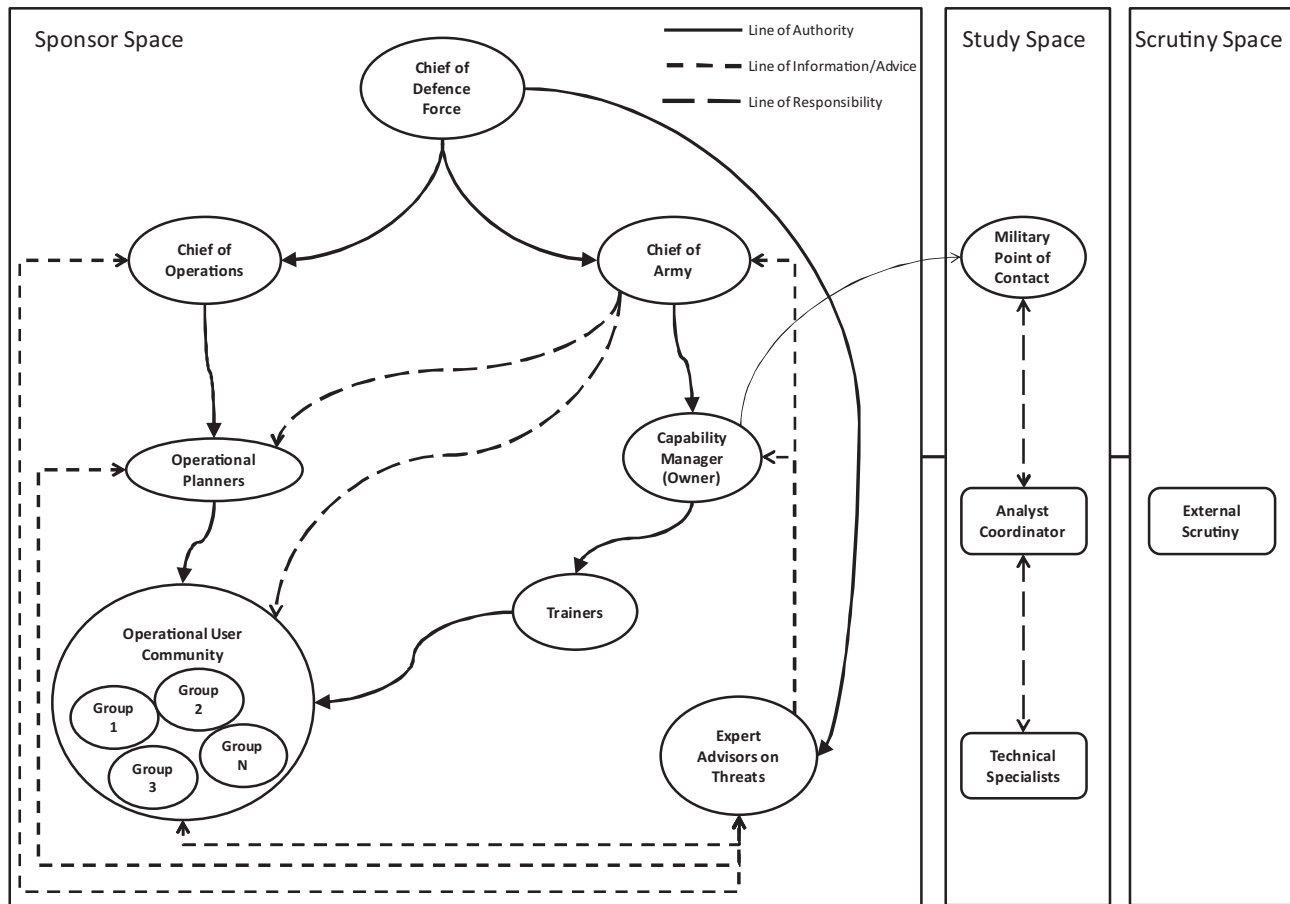 Sponsor Space
Study Space
Scrutiny Space
Line of Authority
Line of Information/Advice
Line of Responsibility
Chief of
Defence
Force
Chief of
Operations
Chief of
Army
Military
Point of
Contact
Operational
Planners
Capability
Manager
(Owner)
Analyst
Coordinator
External
Scrutiny
Trainers
Operational User
Community
Group
1
Group
2
Group
3
Group
N
Expert
Advisors on
Threats
Technical
Specialists